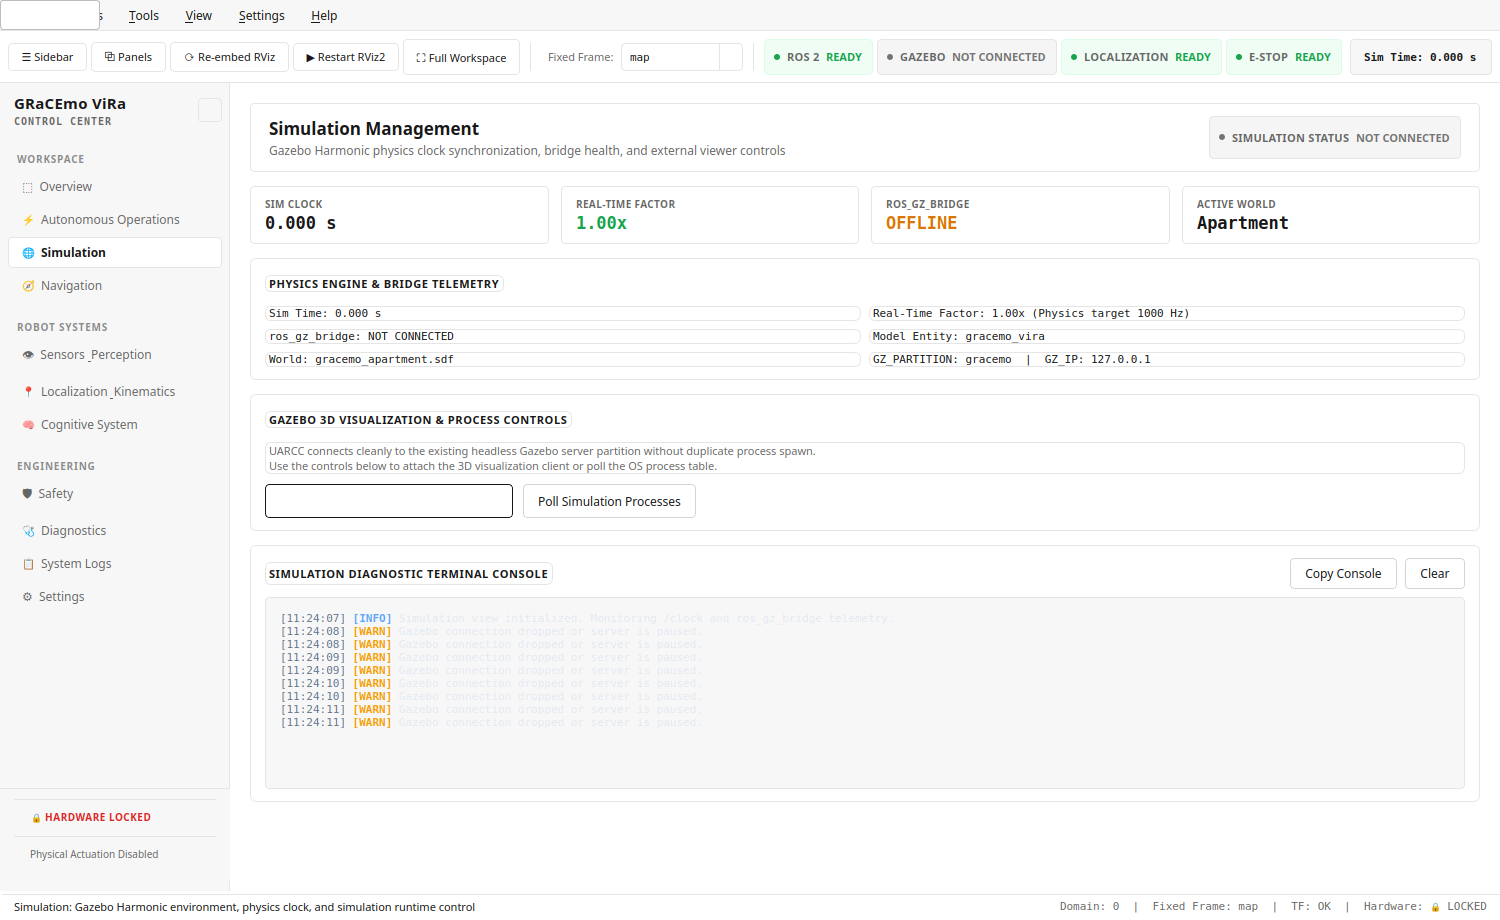 s Tools View Settings Help
☰ Sidebar Panels ⟳ Re-embed RViz ▶ Restart RViz2 ⛶ Full Workspace Fixed Frame: map ● ROS 2 READY ● GAZEBO NOT CONNECTED ● LOCALIZATION READY ● E-STOP READY Sim Time: 0.000 s
GRaCEmo ViRa
CONTROL CENTER
WORKSPACE
Overview
Autonomous Operations
Simulation
Navigation
ROBOT SYSTEMS
Sensors _Perception
Localization _Kinematics
Cognitive System
ENGINEERING
Safety
Diagnostics
System Logs
Settings
HARDWARE LOCKED
Physical Actuation Disabled
Simulation Management
Gazebo Harmonic physics clock synchronization, bridge health, and external viewer controls
● SIMULATION STATUS NOT CONNECTED
SIM CLOCK
0.000 s
REAL-TIME FACTOR
1.00x
ROS_GZ_BRIDGE
OFFLINE
ACTIVE WORLD
Apartment
PHYSICS ENGINE & BRIDGE TELEMETRY
Sim Time: 0.000 s
Real-Time Factor: 1.00x (Physics target 1000 Hz)
ros_gz_bridge: NOT CONNECTED
Model Entity: gracemo_vira
World: gracemo_apartment.sdf
GZ_PARTITION: gracemo | GZ_IP: 127.0.0.1
GAZEBO 3D VISUALIZATION & PROCESS CONTROLS
UARCC connects cleanly to the existing headless Gazebo server partition without duplicate process spawn.
Use the controls below to attach the 3D visualization client or poll the OS process table.
Poll Simulation Processes
SIMULATION DIAGNOSTIC TERMINAL CONSOLE
Copy Console Clear
[11:24:07] [INFO] Simulation view initialized. Monitoring /clock and ros_gz_bridge telemetry.
[11:24:08] [WARN] Gazebo connection dropped or server is paused.
[11:24:08] [WARN] Gazebo connection dropped or server is paused.
[11:24:09] [WARN] Gazebo connection dropped or server is paused.
[11:24:09] [WARN] Gazebo connection dropped or server is paused.
[11:24:10] [WARN] Gazebo connection dropped or server is paused.
[11:24:10] [WARN] Gazebo connection dropped or server is paused.
[11:24:11] [WARN] Gazebo connection dropped or server is paused.
[11:24:11] [WARN] Gazebo connection dropped or server is paused.
Simulation: Gazebo Harmonic environment, physics clock, and simulation runtime control
Domain: 0 | Fixed Frame: map | TF: OK | Hardware: 🔒 LOCKED